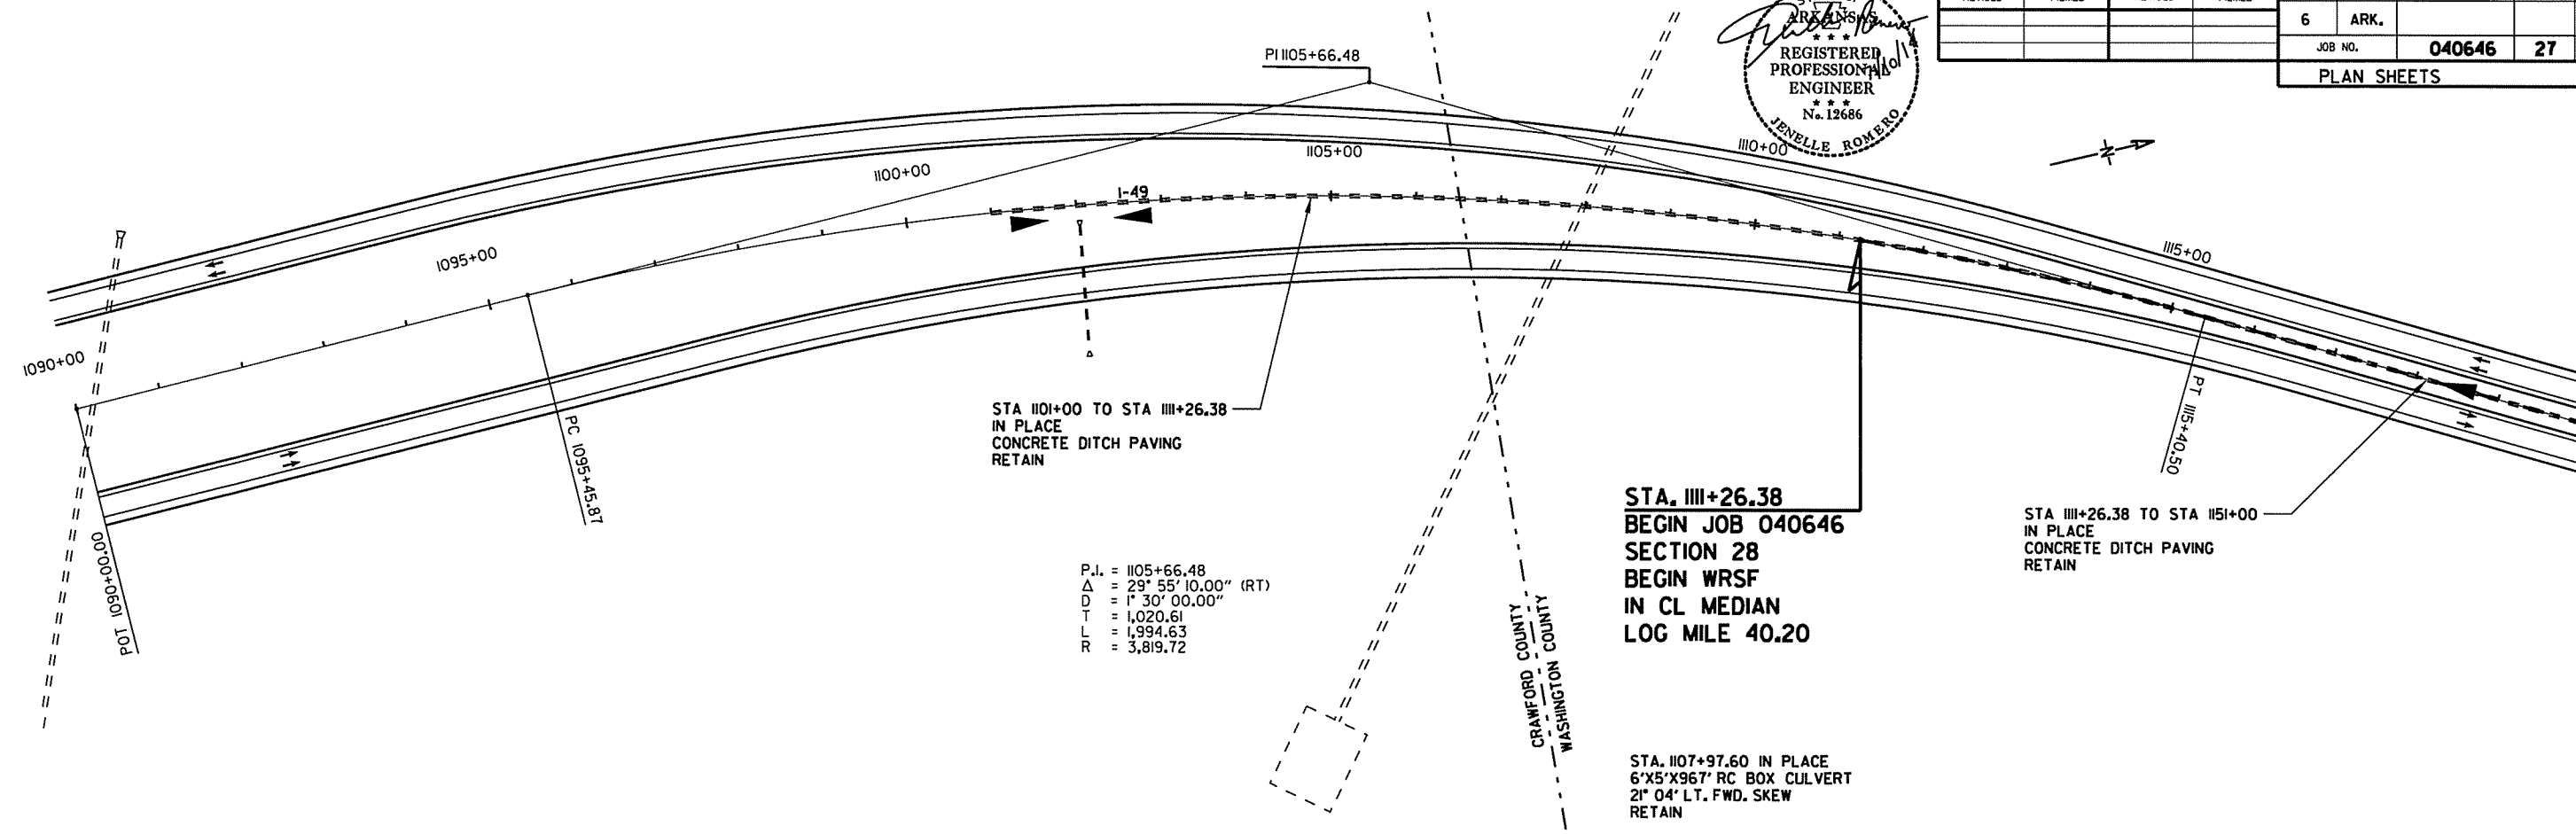 6 ARK.
JOB NO. 040646 27
PLAN SHEETS
ARKANSAS
★ ★ ★
REGISTERED
PROFESSIONAL
ENGINEER
★ ★ ★
No. 12686
JENELLE ROMERO
PI 1105+66.48
1090+00
1095+00
1100+00
1105+00
1110+00
1115+00
I-49
N
POT 1090+00.00
PC 1095+45.87
PT 1115+40.50
STA 1101+00 TO STA 1111+26.38
IN PLACE
CONCRETE DITCH PAVING
RETAIN
P.I. = 1105+66.48
Δ = 29° 55' 10.00" (RT)
D = 1° 30' 00.00"
T = 1,020.61
L = 1,994.63
R = 3,819.72
CRAWFORD COUNTY
WASHINGTON COUNTY
STA. 1111+26.38
BEGIN JOB 040646
SECTION 28
BEGIN WRSF
IN CL MEDIAN
LOG MILE 40.20
STA 1111+26.38 TO STA 1151+00
IN PLACE
CONCRETE DITCH PAVING
RETAIN
STA. 1107+97.60 IN PLACE
6'X5'X967' RC BOX CULVERT
21° 04' LT. FWD. SKEW
RETAIN